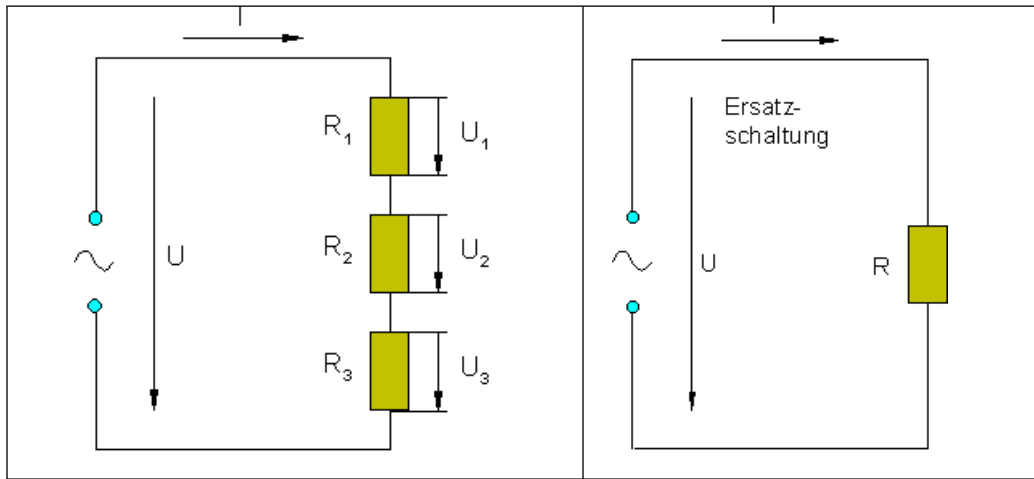 I
R₁
U₁
U
R₂
U₂
R₃
U₃
I
Ersatz-
schaltung
U
R